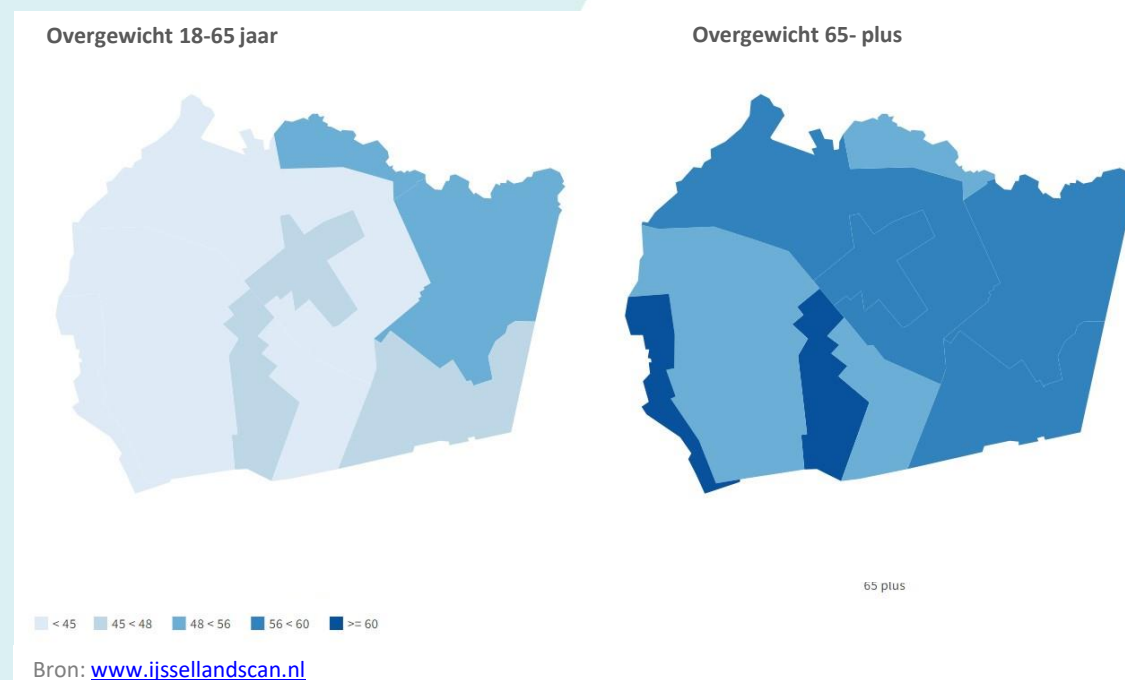 Overgewicht 18-65 jaar
Overgewicht 65- plus
65 plus
< 45 45 < 48 48 < 56 56 < 60 >= 60
Bron: www.ijssellandscan.nl